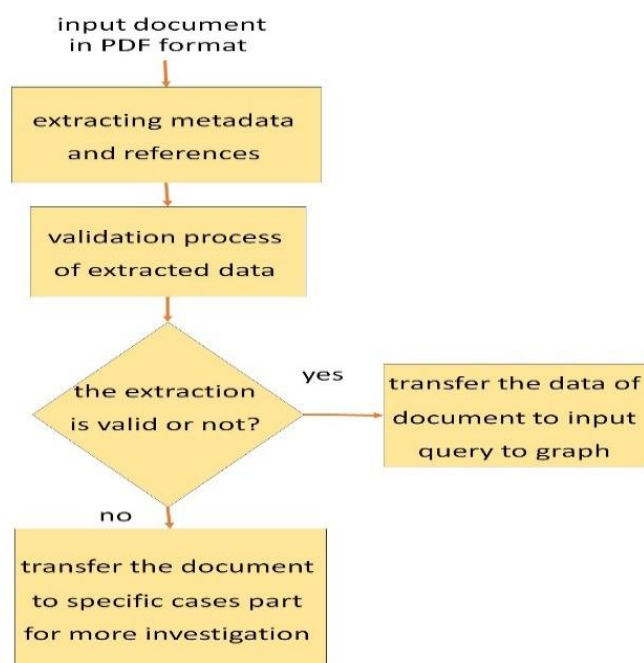 input document
in PDF format
extracting metadata
and references
validation process
of extracted data
the extraction
is valid or not?
yes
transfer the data of
document to input
query to graph
no
transfer the document
to specific cases part
for more investigation